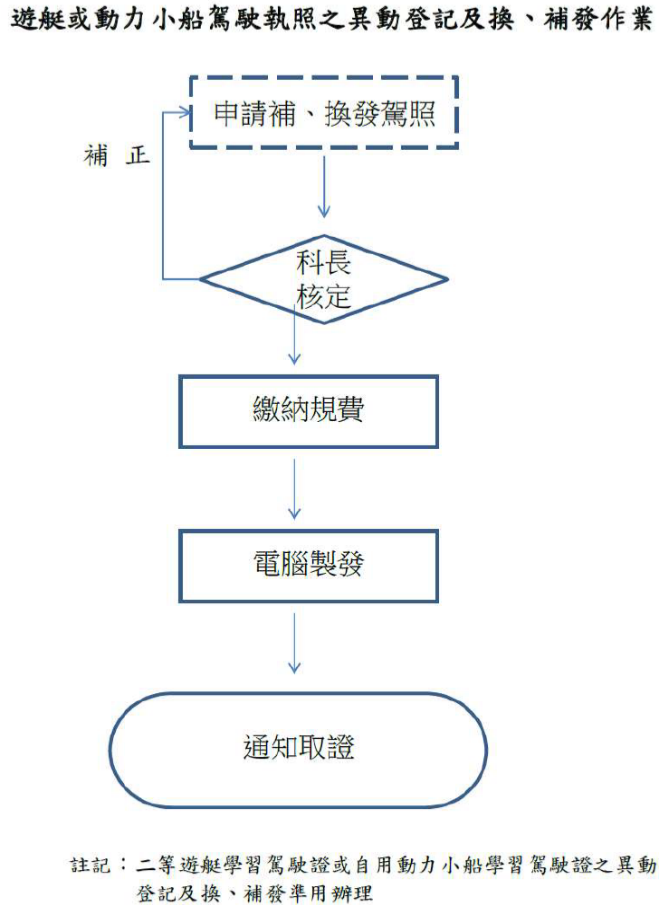 遊艇或動力小船駕駛執照之異動登記及換、補發作業
申請補、換發駕照
補 正
科長
核定
繳納規費
電腦製發
通知取證
註記：二等遊艇學習駕駛證或自用動力小船學習駕駛證之異動
登記及換、補發準用辦理